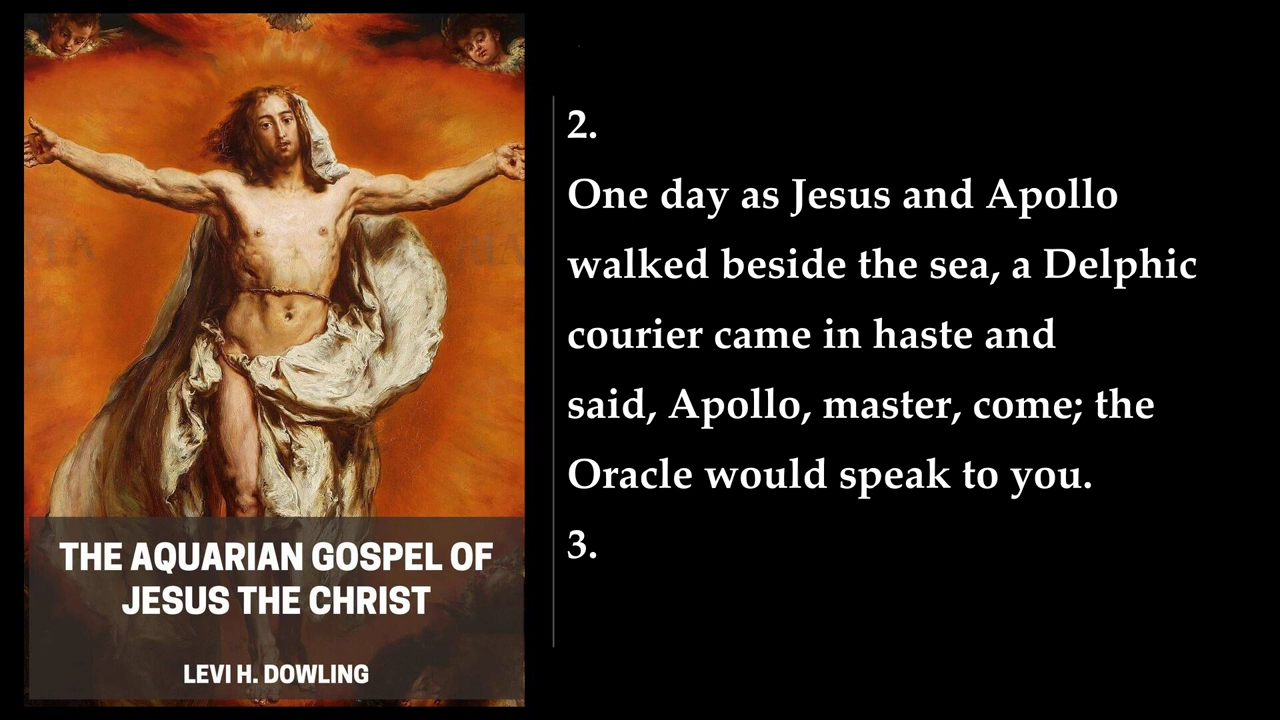 THE AQUARIAN GOSPEL OF
JESUS THE CHRIST
LEVI H. DOWLING
2.
One day as Jesus and Apollo
walked beside the sea, a Delphic
courier came in haste and
said, Apollo, master, come; the
Oracle would speak to you.
3.